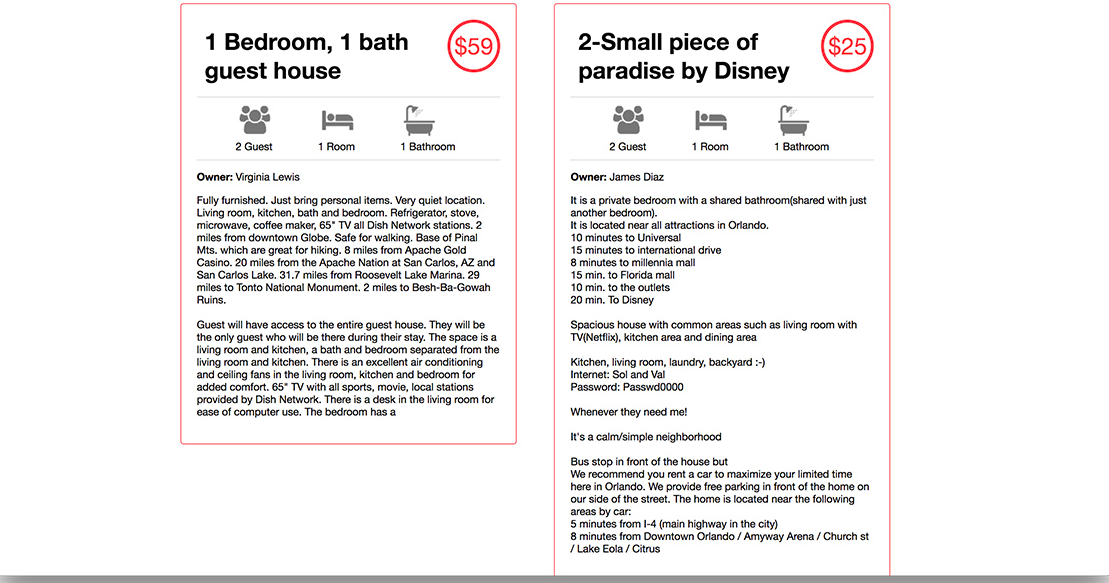 1 Bedroom, 1 bath
guest house
$59
2 Guest
1 Room
1 Bathroom
Owner: Virginia Lewis
Fully furnished. Just bring personal items. Very quiet location.
Living room, kitchen, bath and bedroom. Refrigerator, stove,
microwave, coffee maker, 65" TV all Dish Network stations. 2
miles from downtown Globe. Safe for walking. Base of Pinal
Mts. which are great for hiking. 8 miles from Apache Gold
Casino. 20 miles from the Apache Nation at San Carlos, AZ and
San Carlos Lake. 31.7 miles from Roosevelt Lake Marina. 29
miles to Tonto National Monument. 2 miles to Besh-Ba-Gowah
Ruins.
Guest will have access to the entire guest house. They will be
the only guest who will be there during their stay. The space is a
living room and kitchen, a bath and bedroom separated from the
living room and kitchen. There is an excellent air conditioning
and ceiling fans in the living room, kitchen and bedroom for
added comfort. 65" TV with all sports, movie, local stations
provided by Dish Network. There is a desk in the living room for
ease of computer use. The bedroom has a
2-Small piece of
paradise by Disney
$25
2 Guest
1 Room
1 Bathroom
Owner: James Diaz
It is a private bedroom with a shared bathroom(shared with just
another bedroom).
It is located near all attractions in Orlando.
10 minutes to Universal
15 minutes to international drive
8 minutes to millennia mall
15 min. to Florida mall
10 min. to the outlets
20 min. To Disney
Spacious house with common areas such as living room with
TV(Netflix), kitchen area and dining area
Kitchen, living room, laundry, backyard :-)
Internet: Sol and Val
Password: Passwd0000
Whenever they need me!
It's a calm/simple neighborhood
Bus stop in front of the house but
We recommend you rent a car to maximize your limited time
here in Orlando. We provide free parking in front of the home on
our side of the street. The home is located near the following
areas by car:
5 minutes from I-4 (main highway in the city)
8 minutes from Downtown Orlando / Amyway Arena / Church st
/ Lake Eola / Citrus